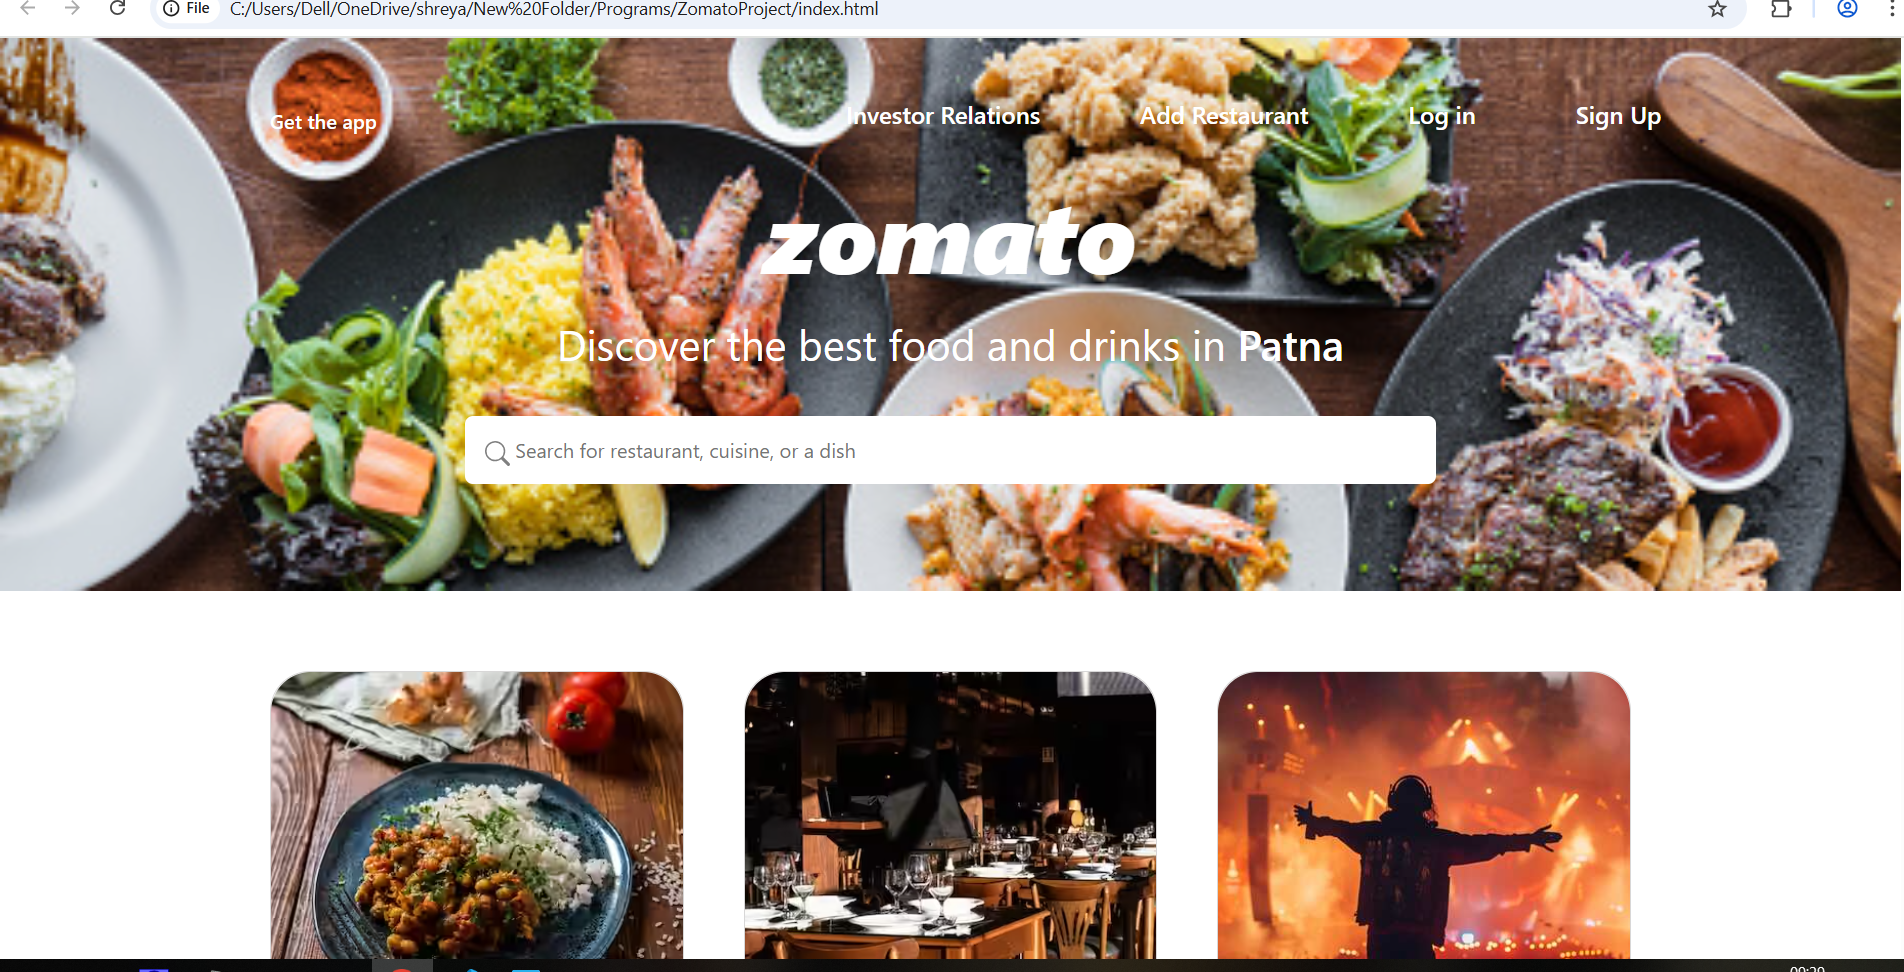 File C:/Users/Dell/OneDrive/shreya/New%20Folder/Programs/ZomatoProject/index.html
Get the app Investor Relations Add Restaurant Log in Sign Up
zomato
Discover the best food and drinks in Patna
Search for restaurant, cuisine, or a dish